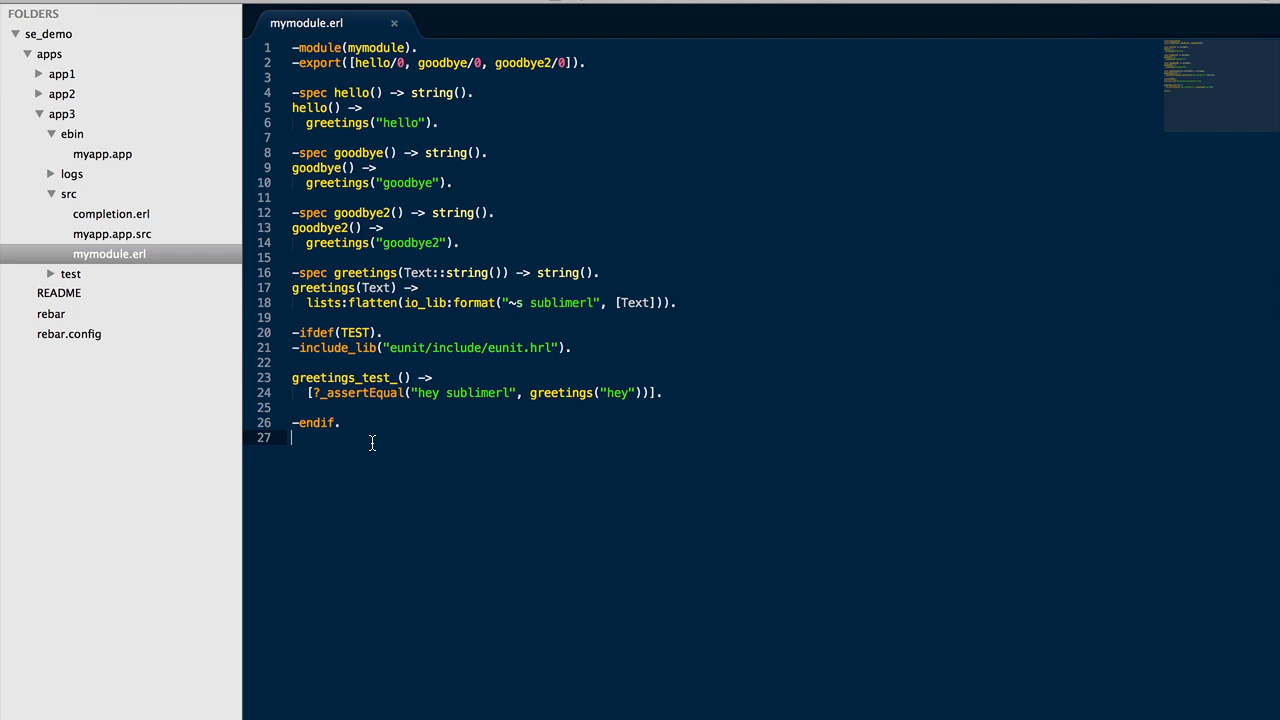 FOLDERS
se_demo
apps
app1
app2
app3
ebin
myapp.app
logs
src
completion.erl
myapp.app.src
mymodule.erl
test
README
rebar
rebar.config
mymodule.erl ×
1 -module(mymodule).
2 -export([hello/0, goodbye/0, goodbye2/0]).
3
4 -spec hello() -> string().
5 hello() ->
6 greetings("hello").
7
8 -spec goodbye() -> string().
9 goodbye() ->
10 greetings("goodbye").
11
12 -spec goodbye2() -> string().
13 goodbye2() ->
14 greetings("goodbye2").
15
16 -spec greetings(Text::string()) -> string().
17 greetings(Text) ->
18 lists:flatten(io_lib:format("~s sublimerl", [Text])).
19
20 -ifdef(TEST).
21 -include_lib("eunit/include/eunit.hrl").
22
23 greetings_test_() ->
24 [?_assertEqual("hey sublimerl", greetings("hey"))].
25
26 -endif.
27